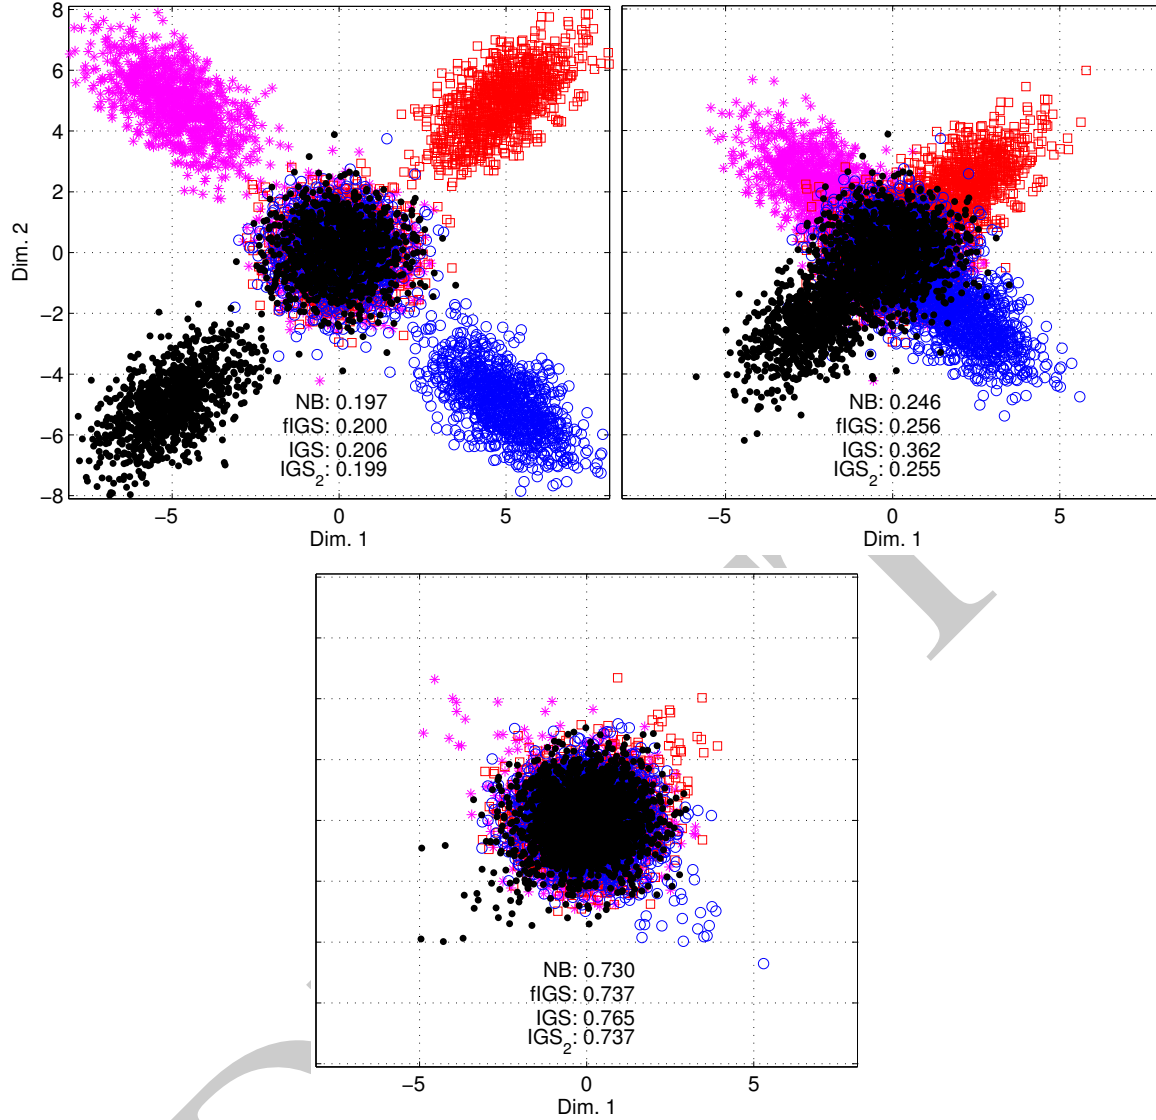 8
6
4
2
0
−2
−4
−6
−8
Dim. 2
NB: 0.197
fIGS: 0.200
IGS: 0.206
IGS2: 0.199
−5 0 5
Dim. 1
NB: 0.246
fIGS: 0.256
IGS: 0.362
IGS2: 0.255
−5 0 5
Dim. 1
NB: 0.730
fIGS: 0.737
IGS: 0.765
IGS2: 0.737
−5 0 5
Dim. 1